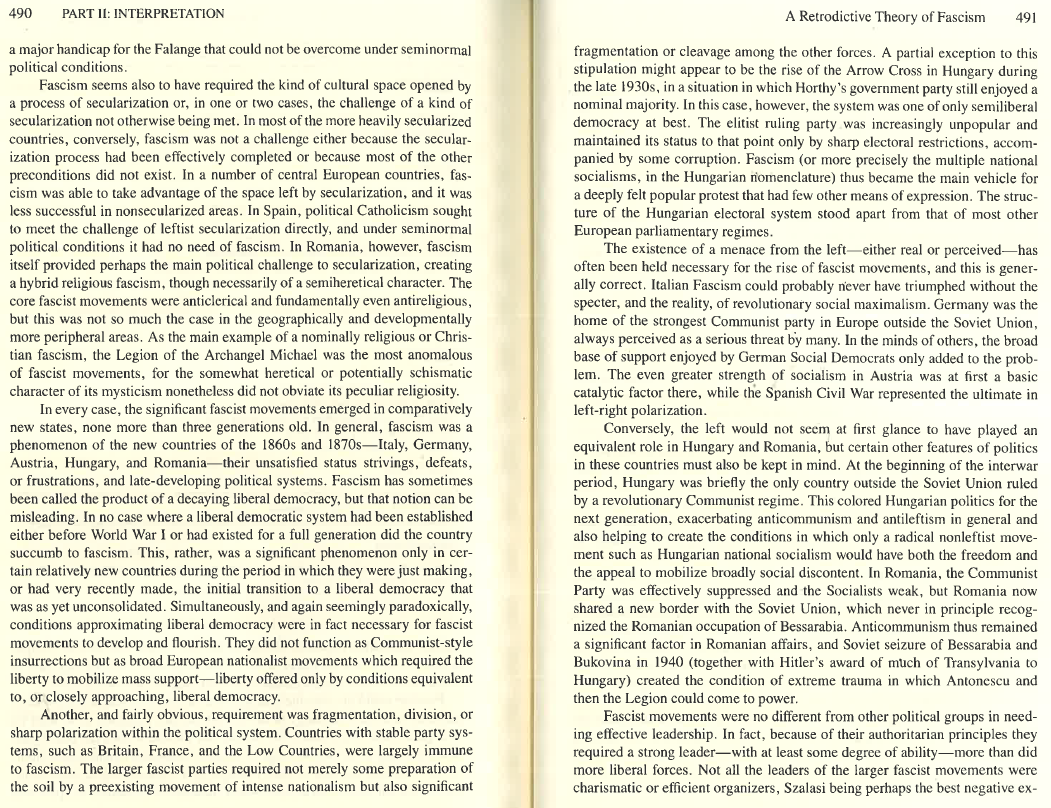 490 PART II: INTERPRETATION
a major handicap for the Falange that could not be overcome under seminormal
political conditions.
Fascism seems also to have required the kind of cultural space opened by
a process of secularization or, in one or two cases, the challenge of a kind of
secularization not otherwise being met. In most of the more heavily secularized
countries, conversely, fascism was not a challenge either because the secular-
ization process had been effectively completed or because most of the other
preconditions did not exist. In a number of central European countries, fas-
cism was able to take advantage of the space left by secularization, and it was
less successful in nonsecularized areas. In Spain, political Catholicism sought
to meet the challenge of leftist secularization directly, and under seminormal
political conditions it had no need of fascism. In Romania, however, fascism
itself provided perhaps the main political challenge to secularization, creating
a hybrid religious fascism, though necessarily of a semiheretical character. The
core fascist movements were anticlerical and fundamentally even antireligious,
but this was not so much the case in the geographically and developmentally
more peripheral areas. As the main example of a nominally religious or Chris-
tian fascism, the Legion of the Archangel Michael was the most anomalous
of fascist movements, for the somewhat heretical or potentially schismatic
character of its mysticism nonetheless did not obviate its peculiar religiosity.
In every case, the significant fascist movements emerged in comparatively
new states, none more than three generations old. In general, fascism was a
phenomenon of the new countries of the 1860s and 1870s—Italy, Germany,
Austria, Hungary, and Romania—their unsatisfied status strivings, defeats,
or frustrations, and late-developing political systems. Fascism has sometimes
been called the product of a decaying liberal democracy, but that notion can be
misleading. In no case where a liberal democratic system had been established
either before World War I or had existed for a full generation did the country
succumb to fascism. This, rather, was a significant phenomenon only in cer-
tain relatively new countries during the period in which they were just making,
or had very recently made, the initial transition to a liberal democracy that
was as yet unconsolidated. Simultaneously, and again seemingly paradoxically,
conditions approximating liberal democracy were in fact necessary for fascist
movements to develop and flourish. They did not function as Communist-style
insurrections but as broad European nationalist movements which required the
liberty to mobilize mass support—liberty offered only by conditions equivalent
to, or closely approaching, liberal democracy.
Another, and fairly obvious, requirement was fragmentation, division, or
sharp polarization within the political system. Countries with stable party sys-
tems, such as Britain, France, and the Low Countries, were largely immune
to fascism. The larger fascist parties required not merely some preparation of
the soil by a preexisting movement of intense nationalism but also significant
A Retrodictive Theory of Fascism 491
fragmentation or cleavage among the other forces. A partial exception to this
stipulation might appear to be the rise of the Arrow Cross in Hungary during
the late 1930s, in a situation in which Horthy's government party still enjoyed a
nominal majority. In this case, however, the system was one of only semiliberal
democracy at best. The elitist ruling party was increasingly unpopular and
maintained its status to that point only by sharp electoral restrictions, accom-
panied by some corruption. Fascism (or more precisely the multiple national
socialisms, in the Hungarian nomenclature) thus became the main vehicle for
a deeply felt popular protest that had few other means of expression. The struc-
ture of the Hungarian electoral system stood apart from that of most other
European parliamentary regimes.
The existence of a menace from the left—either real or perceived—has
often been held necessary for the rise of fascist movements, and this is gener-
ally correct. Italian Fascism could probably never have triumphed without the
specter, and the reality, of revolutionary social maximalism. Germany was the
home of the strongest Communist party in Europe outside the Soviet Union,
always perceived as a serious threat by many. In the minds of others, the broad
base of support enjoyed by German Social Democrats only added to the prob-
lem. The even greater strength of socialism in Austria was at first a basic
catalytic factor there, while the Spanish Civil War represented the ultimate in
left-right polarization.
Conversely, the left would not seem at first glance to have played an
equivalent role in Hungary and Romania, but certain other features of politics
in these countries must also be kept in mind. At the beginning of the interwar
period, Hungary was briefly the only country outside the Soviet Union ruled
by a revolutionary Communist regime. This colored Hungarian politics for the
next generation, exacerbating anticommunism and antileftism in general and
also helping to create the conditions in which only a radical nonleftist move-
ment such as Hungarian national socialism would have both the freedom and
the appeal to mobilize broadly social discontent. In Romania, the Communist
Party was effectively suppressed and the Socialists weak, but Romania now
shared a new border with the Soviet Union, which never in principle recog-
nized the Romanian occupation of Bessarabia. Anticommunism thus remained
a significant factor in Romanian affairs, and Soviet seizure of Bessarabia and
Bukovina in 1940 (together with Hitler's award of much of Transylvania to
Hungary) created the condition of extreme trauma in which Antonescu and
then the Legion could come to power.
Fascist movements were no different from other political groups in need-
ing effective leadership. In fact, because of their authoritarian principles they
required a strong leader—with at least some degree of ability—more than did
more liberal forces. Not all the leaders of the larger fascist movements were
charismatic or efficient organizers, Szalasi being perhaps the best negative ex-